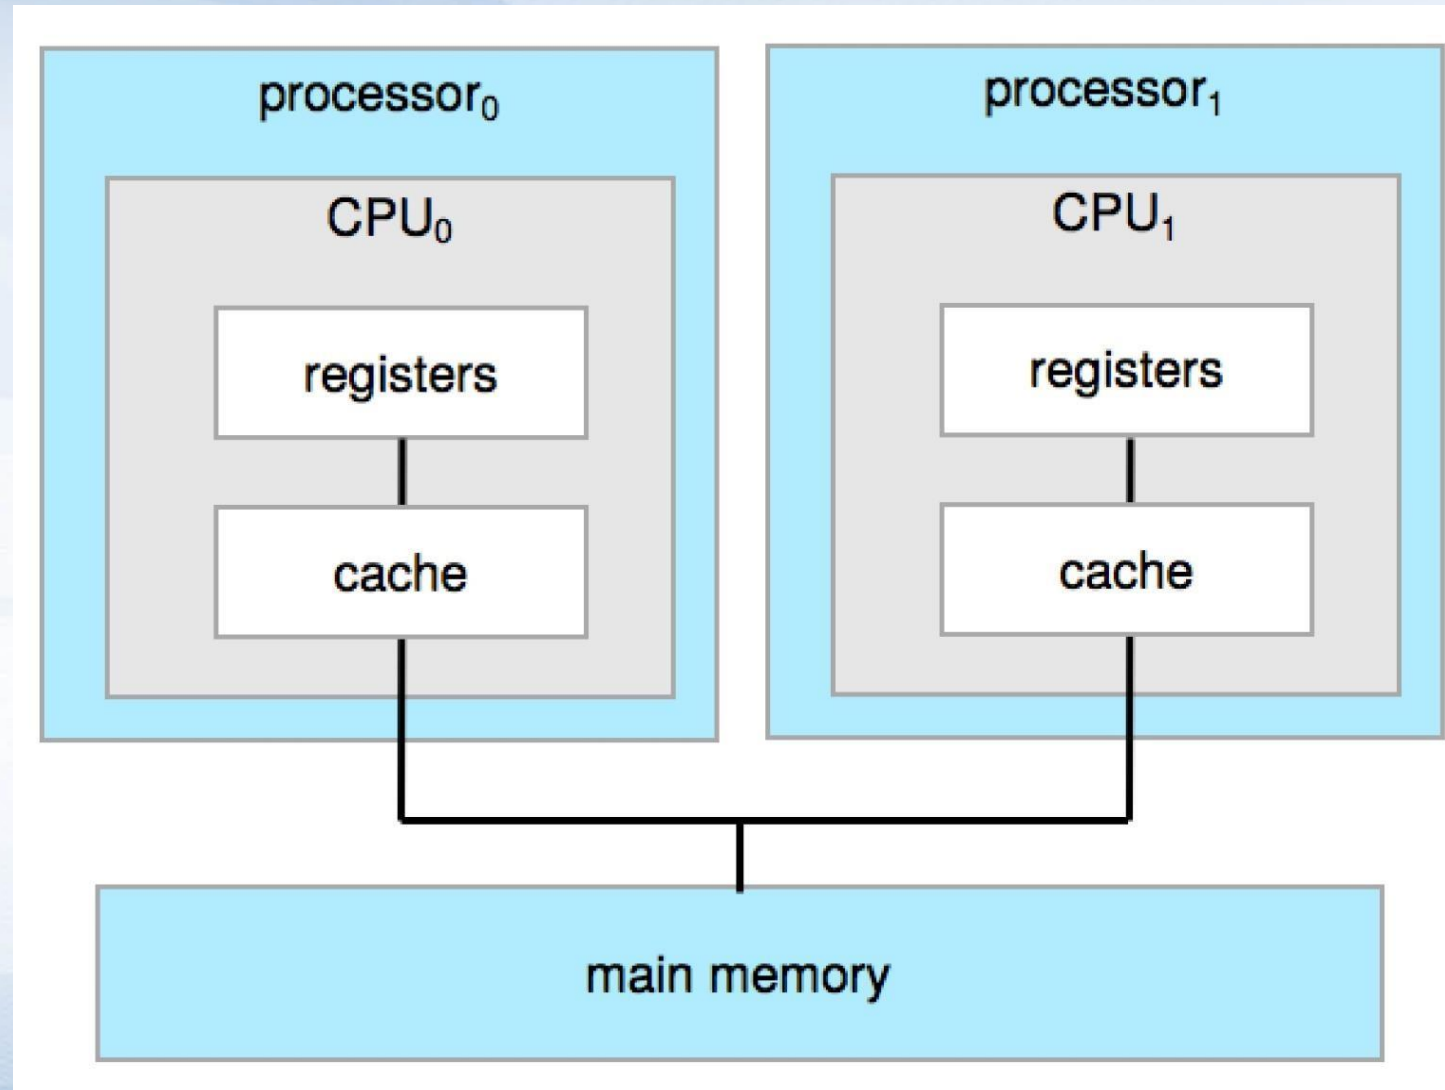 processor₀
CPU₀
registers
cache
processor₁
CPU₁
registers
cache
main memory